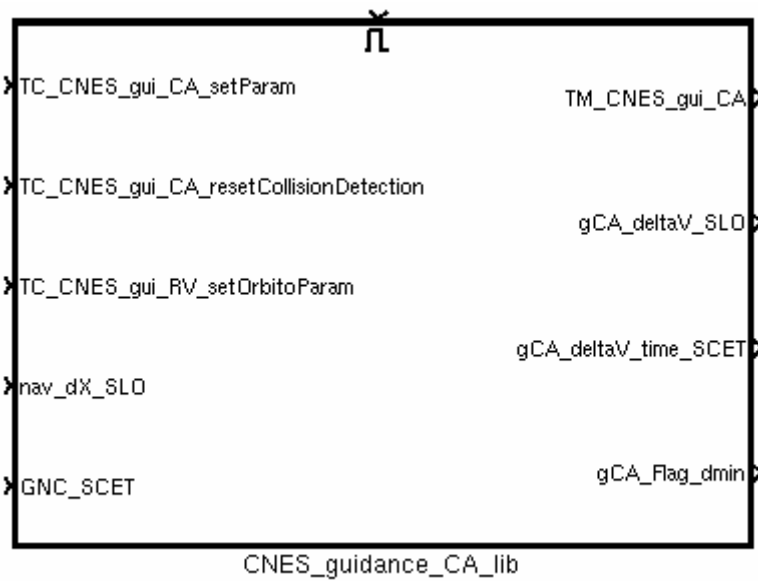 TC_CNES_gui_CA_setParam
TM_CNES_gui_CA
TC_CNES_gui_CA_resetCollisionDetection
gCA_deltaV_SLO
TC_CNES_gui_RV_setOrbitoParam
gCA_deltaV_time_SCET
nav_dX_SLO
gCA_Flag_dmin
GNC_SCET
CNES_guidance_CA_lib